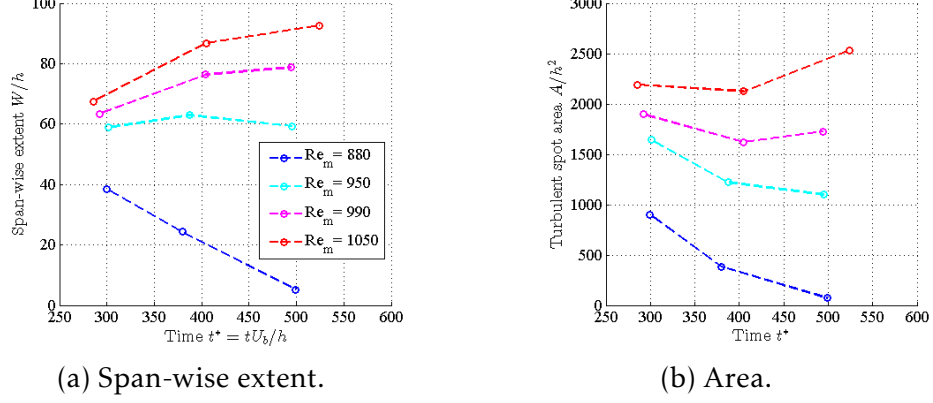 100
80
60
40
20
0
Span-wise extent W/h
250 300 350 400 450 500 550 600
Time t* = tU_b/h
Re_m = 880
Re_m = 950
Re_m = 990
Re_m = 1050
(a) Span-wise extent.
3000
2500
2000
1500
1000
500
0
Turbulent spot area A/h²
250 300 350 400 450 500 550 600
Time t*
(b) Area.